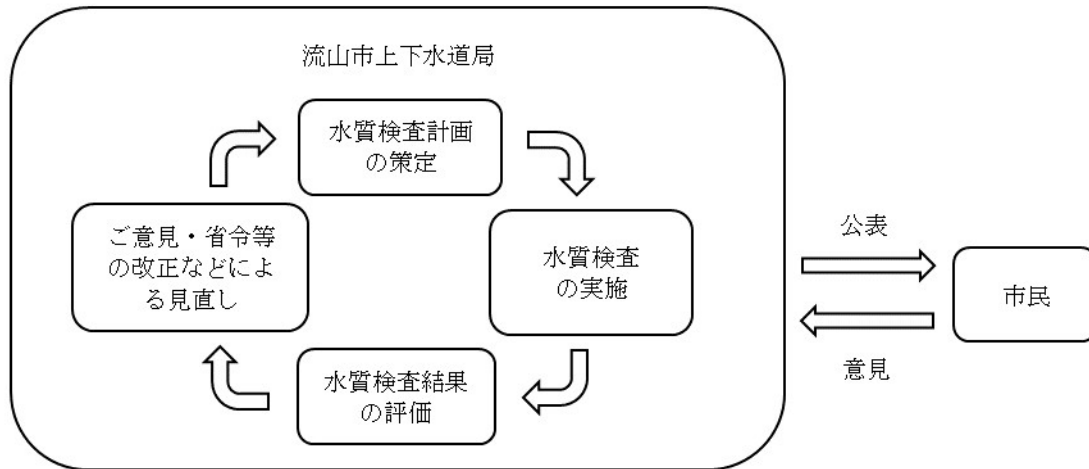 流山市上下水道局
水質検査計画
の策定
ご意見・省令等
の改正などによ
る見直し
水質検査
の実施
水質検査結果
の評価
公表
市民
意見